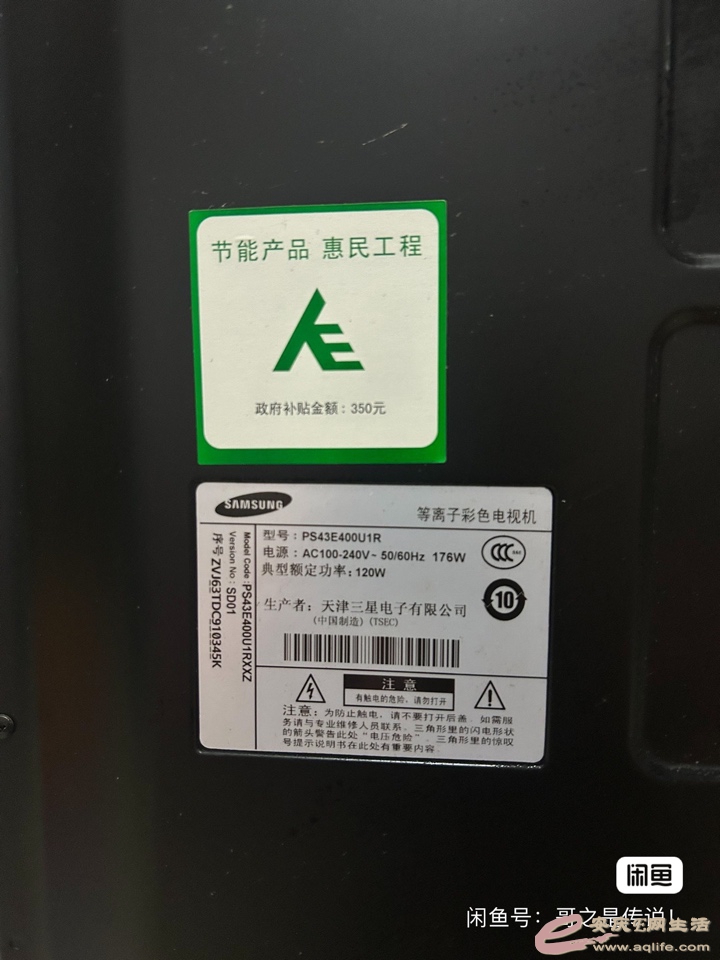 节能产品 惠民工程
政府补贴金额：350元
SAMSUNG
等离子彩色电视机
型号：PS43E400U1R
电源：AC100-240V~ 50/60Hz 176W
典型额定功率：120W
CCC
10
生产者：天津三星电子有限公司
(中国制造) (TSEC)
Model Code : PS43E400U1RXXZ
Version No : SD01
序号 ZVJ63TDC910345K
注 意
有触电的危险，请勿打开
注意：为防止触电，请不要打开后盖。如需服
务请与专业维修人员联系。三角形里的闪电形状
的箭头警告此处“电压危险”。三角形里的惊叹
号提示说明书在此处有重要内容.
闲鱼
闲鱼号：哥之是传说！
安庆E网生活
www.aqlife.com